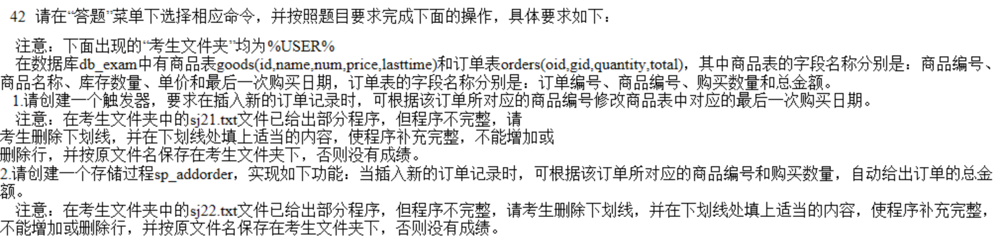 42 请在“答题”菜单下选择相应命令，并按照题目要求完成下面的操作，具体要求如下：
注意：下面出现的“考生文件夹”均为%USER%
在数据库db_exam中有商品表goods(id,name,num,price,lasttime)和订单表orders(oid,gid,quantity,total)，其中商品表的字段名称分别是：商品编号、
商品名称、库存数量、单价和最后一次购买日期，订单表的字段名称分别是：订单编号、商品编号、购买数量和总金额。
1.请创建一个触发器，要求在插入新的订单记录时，可根据该订单所对应的商品编号修改商品表中对应的最后一次购买日期。
注意：在考生文件夹中的sj21.txt文件已给出部分程序，但程序不完整，请
考生删除下划线，并在下划线处填上适当的内容，使程序补充完整，不能增加或
删除行，并按原文件名保存在考生文件夹下，否则没有成绩。
2.请创建一个存储过程sp_addorder，实现如下功能：当插入新的订单记录时，可根据该订单所对应的商品编号和购买数量，自动给出订单的总金
额。
注意：在考生文件夹中的sj22.txt文件已给出部分程序，但程序不完整，请考生删除下划线，并在下划线处填上适当的内容，使程序补充完整，
不能增加或删除行，并按原文件名保存在考生文件夹下，否则没有成绩。